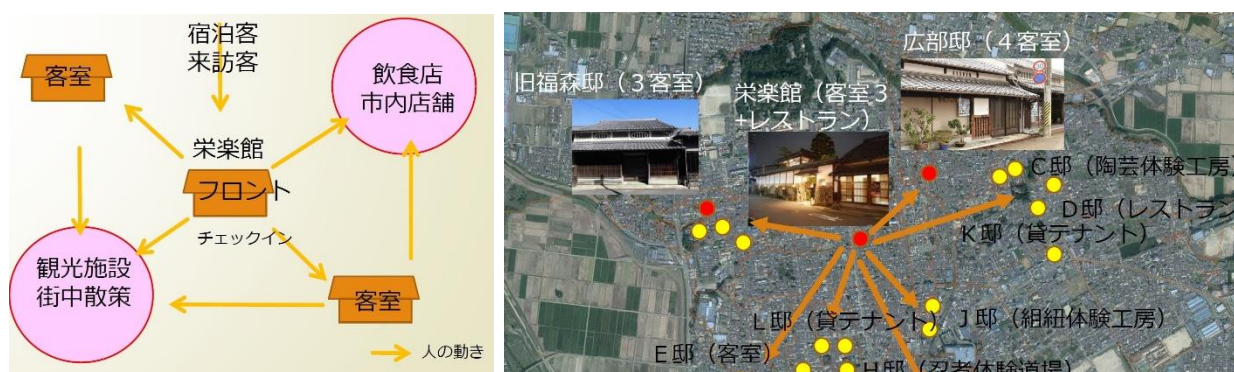 宿泊客
来訪客
客室
飲食店
市内店舗
栄楽館
フロント
チェックイン
観光施設
街中散策
客室
人の動き
広部邸（４客室）
旧福森邸（３客室）
栄楽館（客室３
+レストラン）
Ｃ邸（陶芸体験工房）
Ｄ邸（レストラン
Ｋ邸（貸テナント）
Ｌ邸（貸テナント）
Ｊ邸（組紐体験工房）
Ｅ邸（客室）
Ｈ邸（忍者体験道場）